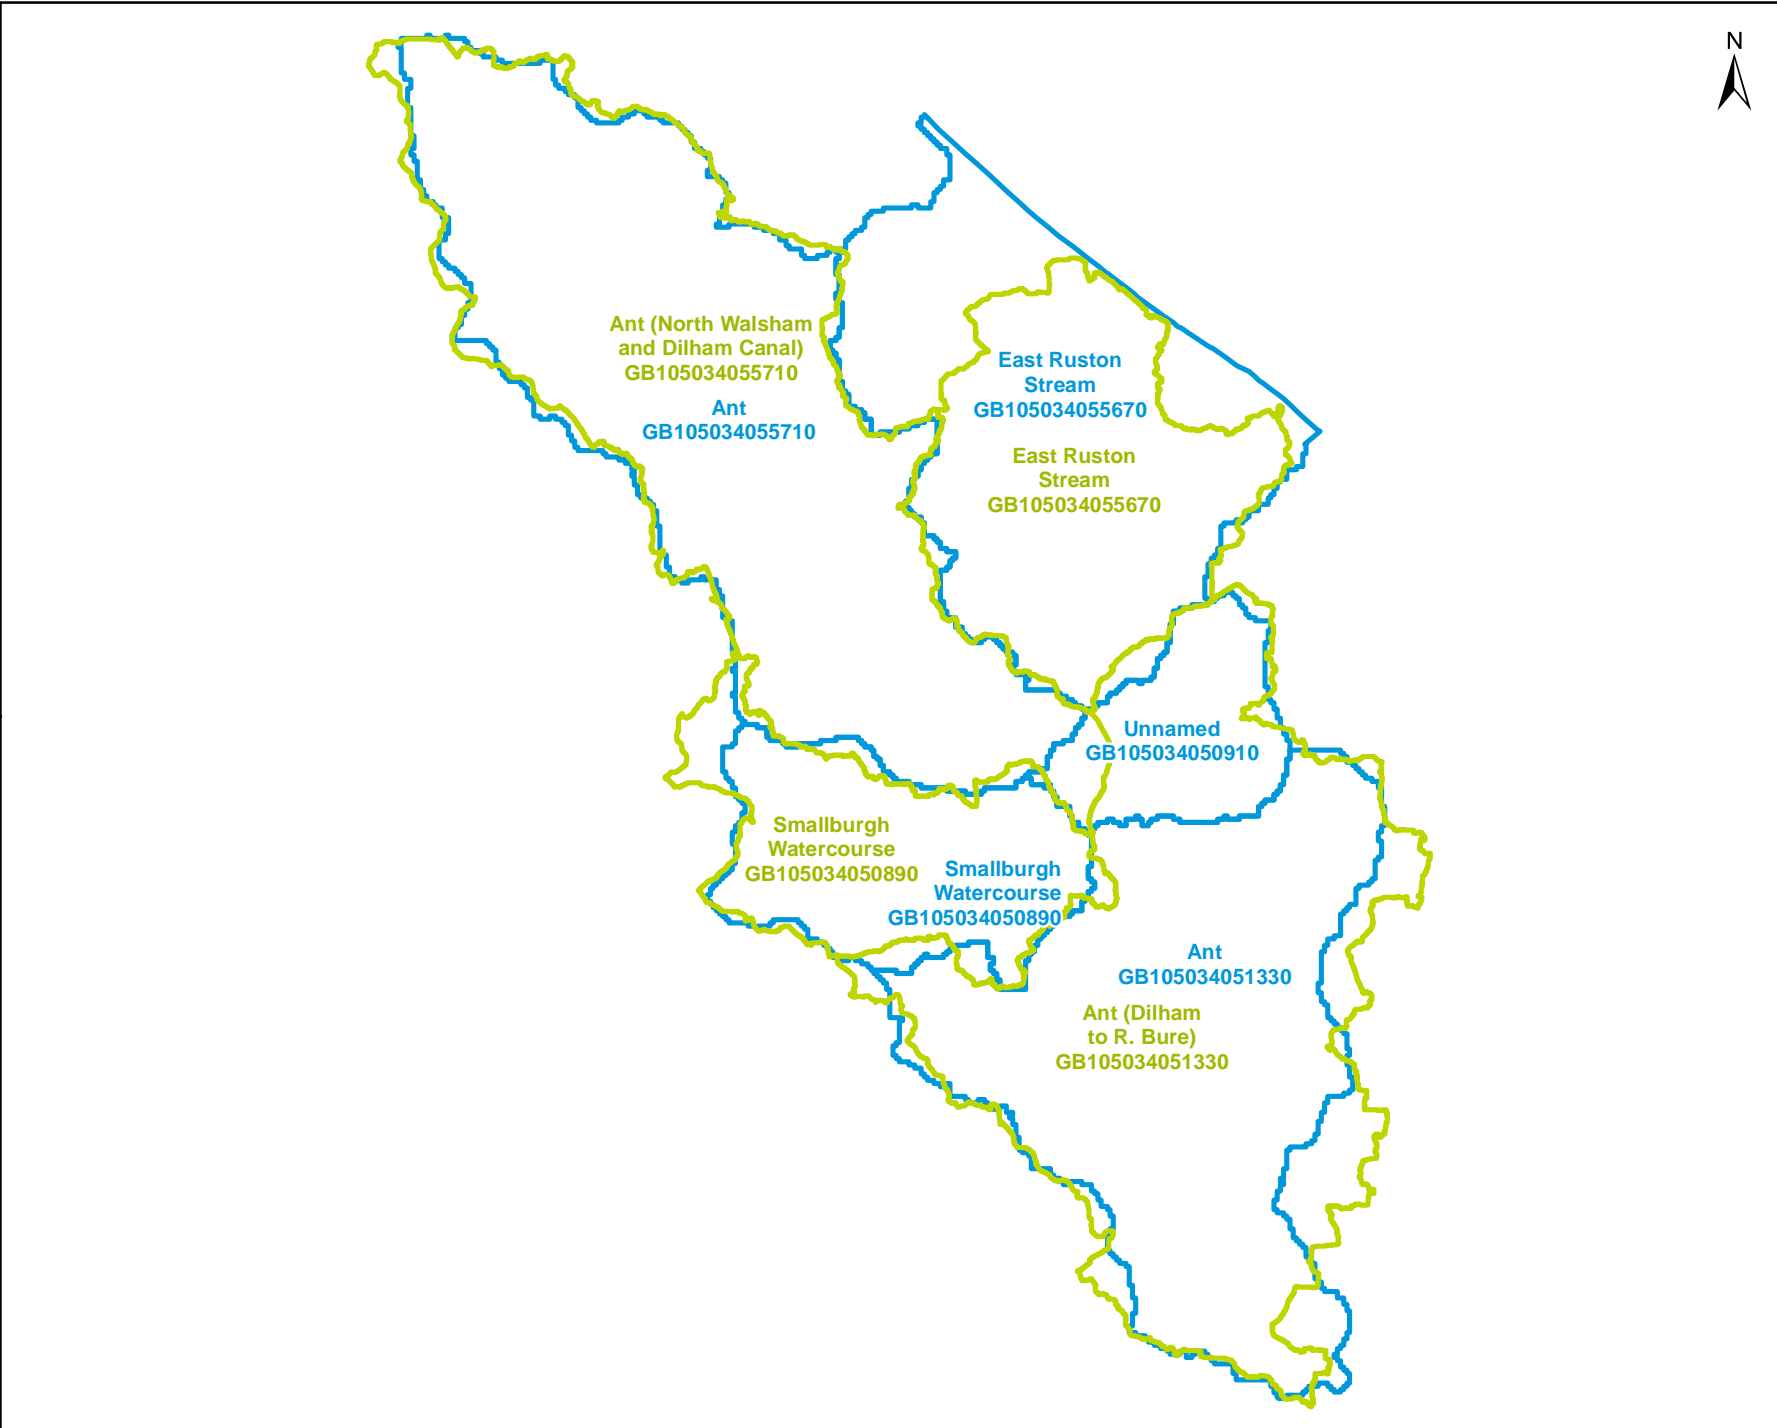 N
Ant (North Walsham
and Dilham Canal)
GB105034055710
Ant
GB105034055710
East Ruston
Stream
GB105034055670
East Ruston
Stream
GB105034055670
Unnamed
GB105034050910
Smallburgh
Watercourse
GB105034050890
Smallburgh
Watercourse
GB105034050890
Ant
GB105034051330
Ant (Dilham
to R. Bure)
GB105034051330